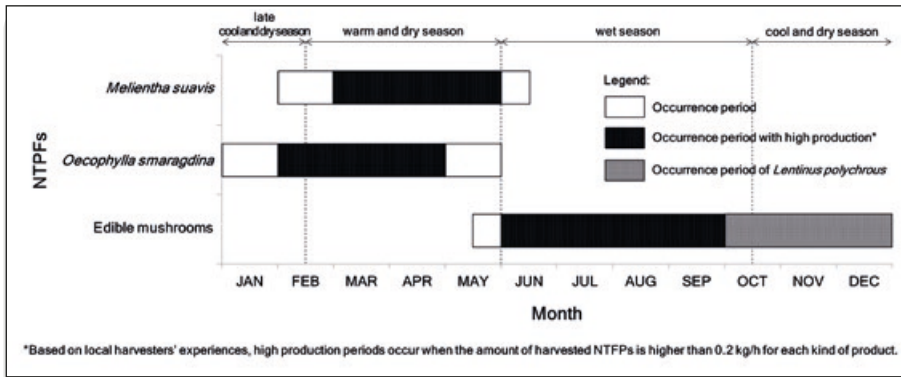 late
cool and dry season
warm and dry season
wet season
cool and dry season
Melientha suavis
Oecophylla smaragdina
Edible mushrooms
NTPFs
Legend:
Occurrence period
Occurrence period with high production*
Occurrence period of Lentinus polychrous
JAN FEB MAR APR MAY JUN JUL AUG SEP OCT NOV DEC
Month
*Based on local harvesters' experiences, high production periods occur when the amount of harvested NTFPs is higher than 0.2 kg/h for each kind of product.